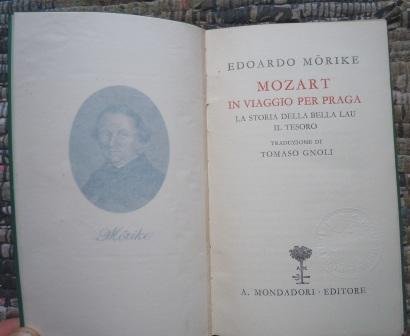 EDOARDO MÖRIKE
MOZART
IN VIAGGIO PER PRAGA
LA STORIA DELLA BELLA LAU
IL TESORO
TRADUZIONE DI
TOMASO GNOLI
A. MONDADORI · EDITORE
Mörike